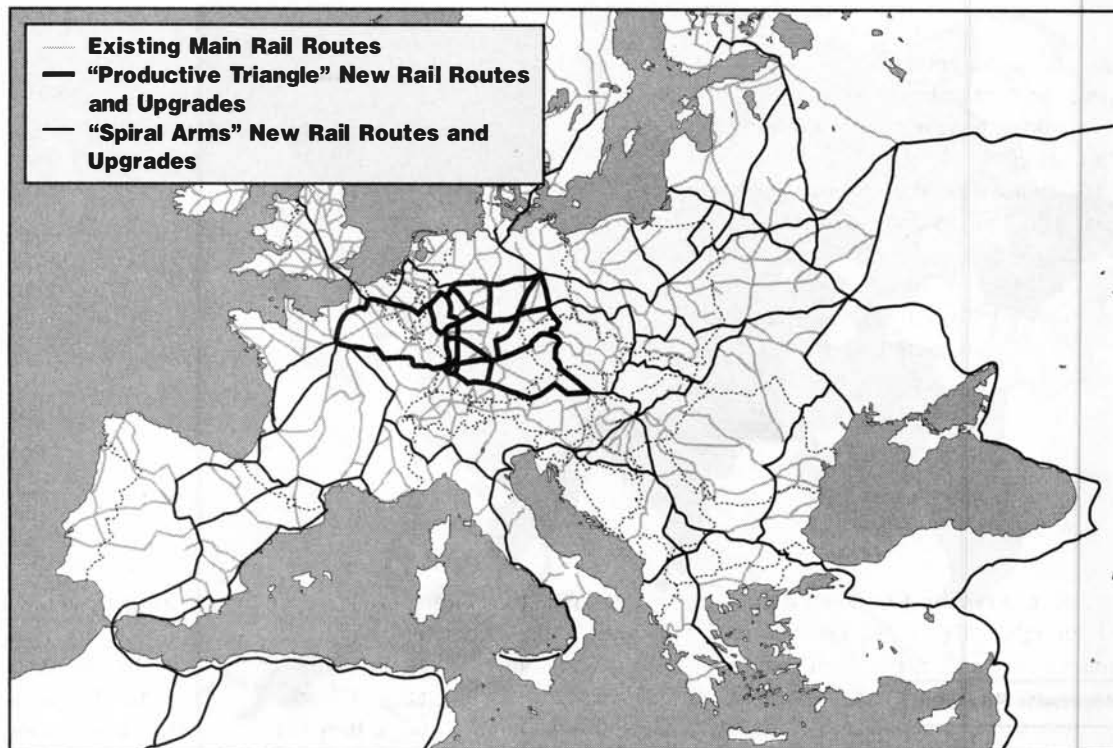 Existing Main Rail Routes
“Productive Triangle” New Rail Routes
and Upgrades
“Spiral Arms” New Rail Routes and
Upgrades